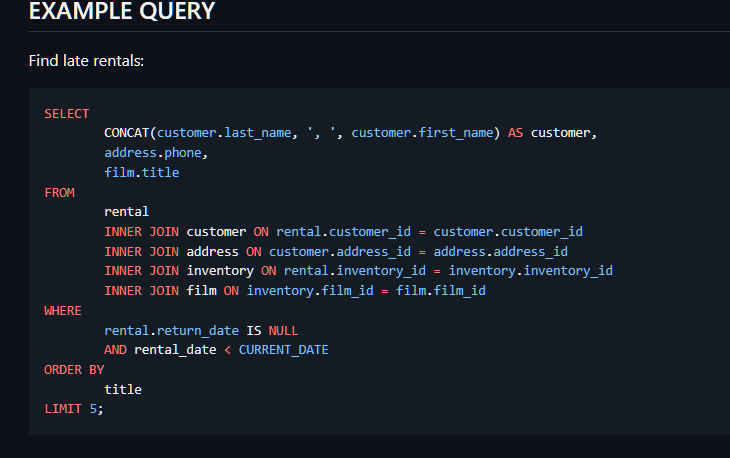 EXAMPLE QUERY
Find late rentals:
SELECT
CONCAT(customer.last_name, ', ', customer.first_name) AS customer,
address.phone,
film.title
FROM
rental
INNER JOIN customer ON rental.customer_id = customer.customer_id
INNER JOIN address ON customer.address_id = address.address_id
INNER JOIN inventory ON rental.inventory_id = inventory.inventory_id
INNER JOIN film ON inventory.film_id = film.film_id
WHERE
rental.return_date IS NULL
AND rental_date < CURRENT_DATE
ORDER BY
title
LIMIT 5;